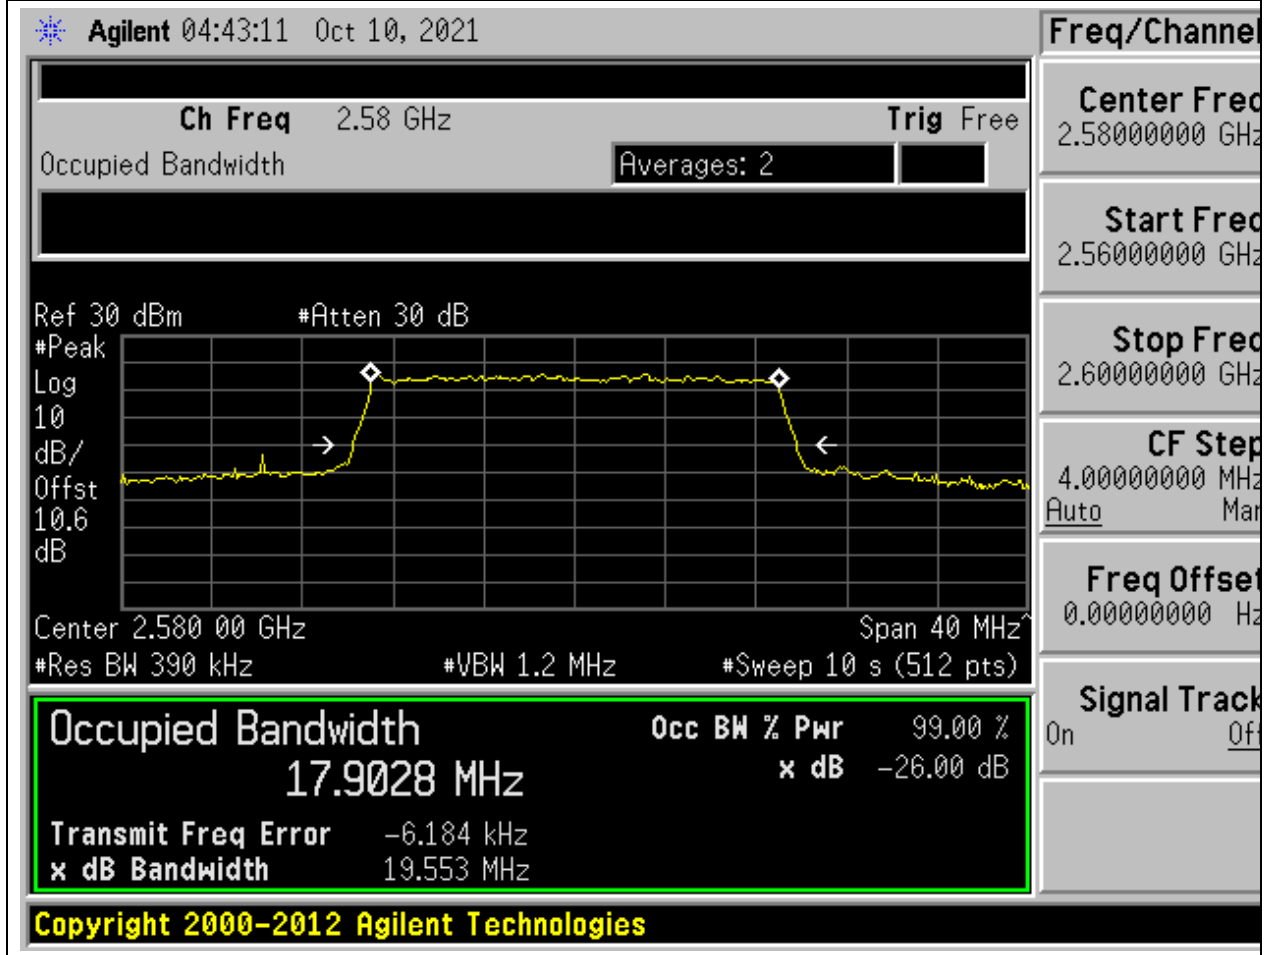 Agilent 04:43:11 Oct 10, 2021
Freq/Channel
Ch Freq 2.58 GHz Trig Free
Occupied Bandwidth Averages: 2
Ref 30 dBm #Atten 30 dB
#Peak
Log
10
dB/
Offst
10.6
dB
Center 2.580 00 GHz Span 40 MHz^
#Res BW 390 kHz #VBW 1.2 MHz #Sweep 10 s (512 pts)
Occupied Bandwidth Occ BW % Pwr 99.00 %
17.9028 MHz x dB -26.00 dB
Transmit Freq Error -6.184 kHz
x dB Bandwidth 19.553 MHz
Copyright 2000-2012 Agilent Technologies
Center Freq
2.58000000 GHz
Start Freq
2.56000000 GHz
Stop Freq
2.60000000 GHz
CF Step
4.00000000 MHz
Auto Man
Freq Offset
0.00000000 Hz
Signal Track
On Off